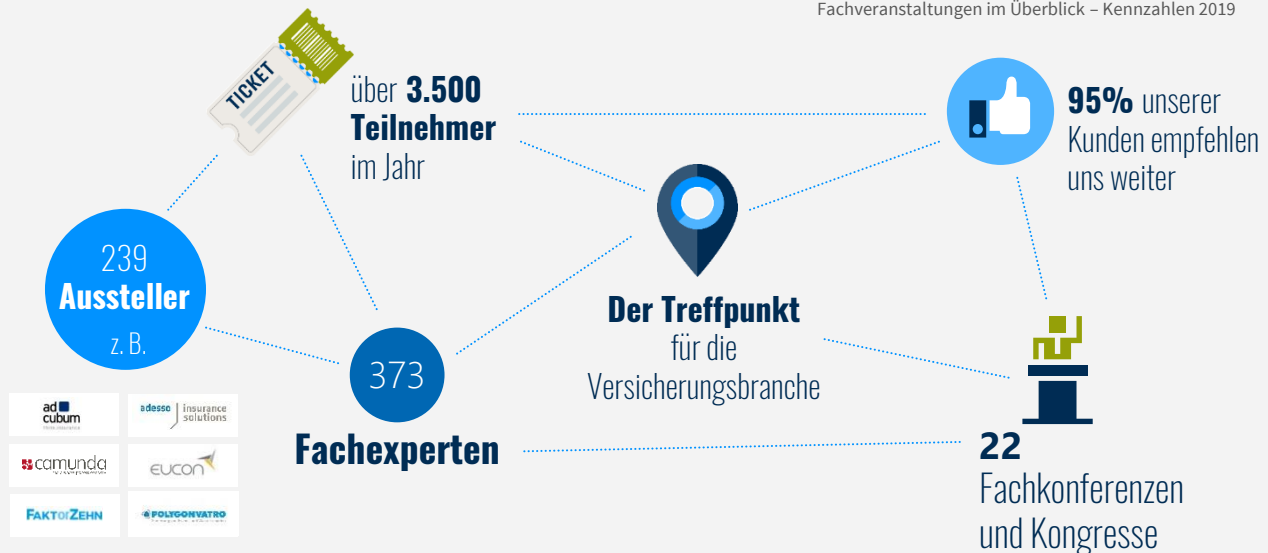 Fachveranstaltungen im Überblick – Kennzahlen 2019
TICKET
über 3.500
Teilnehmer
im Jahr
95% unserer
Kunden empfehlen
uns weiter
239
Aussteller
z. B.
Der Treffpunkt
für die
Versicherungsbranche
373
Fachexperten
22
Fachkonferenzen
und Kongresse
ad
cubum
adesso insurance
solutions
camunda
EUCON
FAKTOR ZEHN
POLYGONVATRO